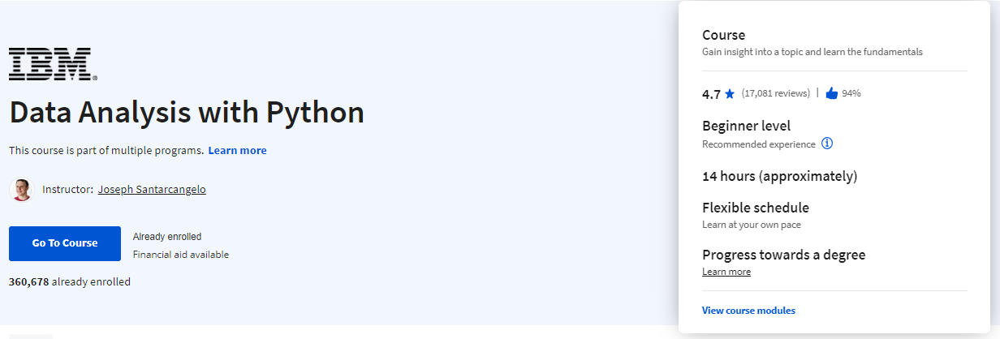 IBM®
Data Analysis with Python
This course is part of multiple programs. Learn more
Instructor: Joseph Santarcangelo
Go To Course
Already enrolled
Financial aid available
360,678 already enrolled
Course
Gain insight into a topic and learn the fundamentals
4.7 ★ (17,081 reviews) | 94%
Beginner level
Recommended experience
14 hours (approximately)
Flexible schedule
Learn at your own pace
Progress towards a degree
Learn more
View course modules